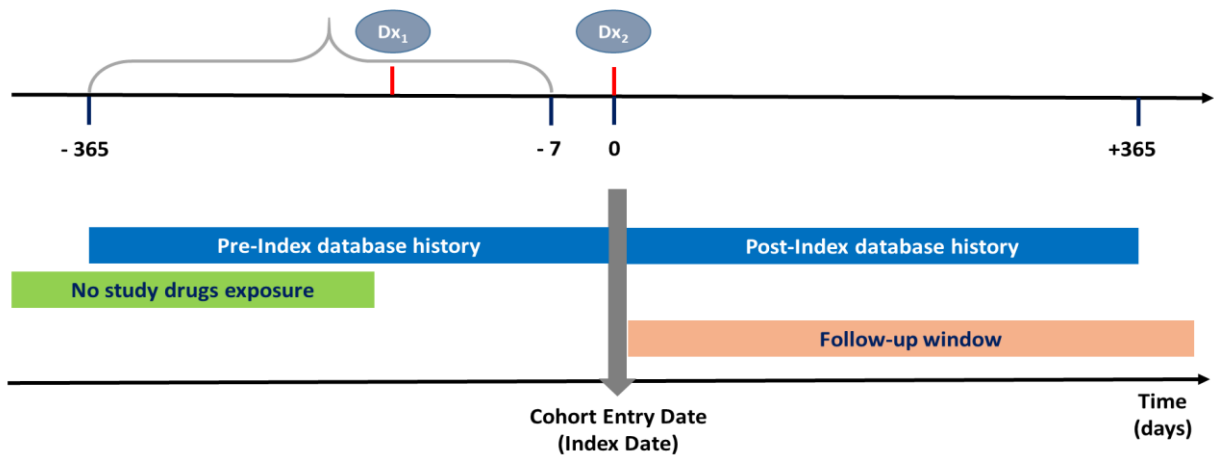 Dx₁
Dx₂
- 365
- 7
0
+365
Pre-Index database history
Post-Index database history
No study drugs exposure
Follow-up window
Cohort Entry Date
(Index Date)
Time
(days)